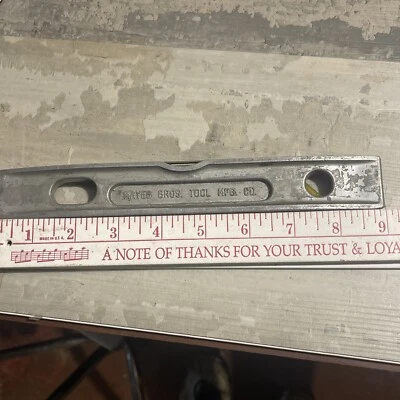 MAYES BROS. TOOL MFG. CO.
1 2 3 4 5 6 7 8 9
MADE IN U.S.A.
A NOTE OF THANKS FOR YOUR TRUST & LOYA